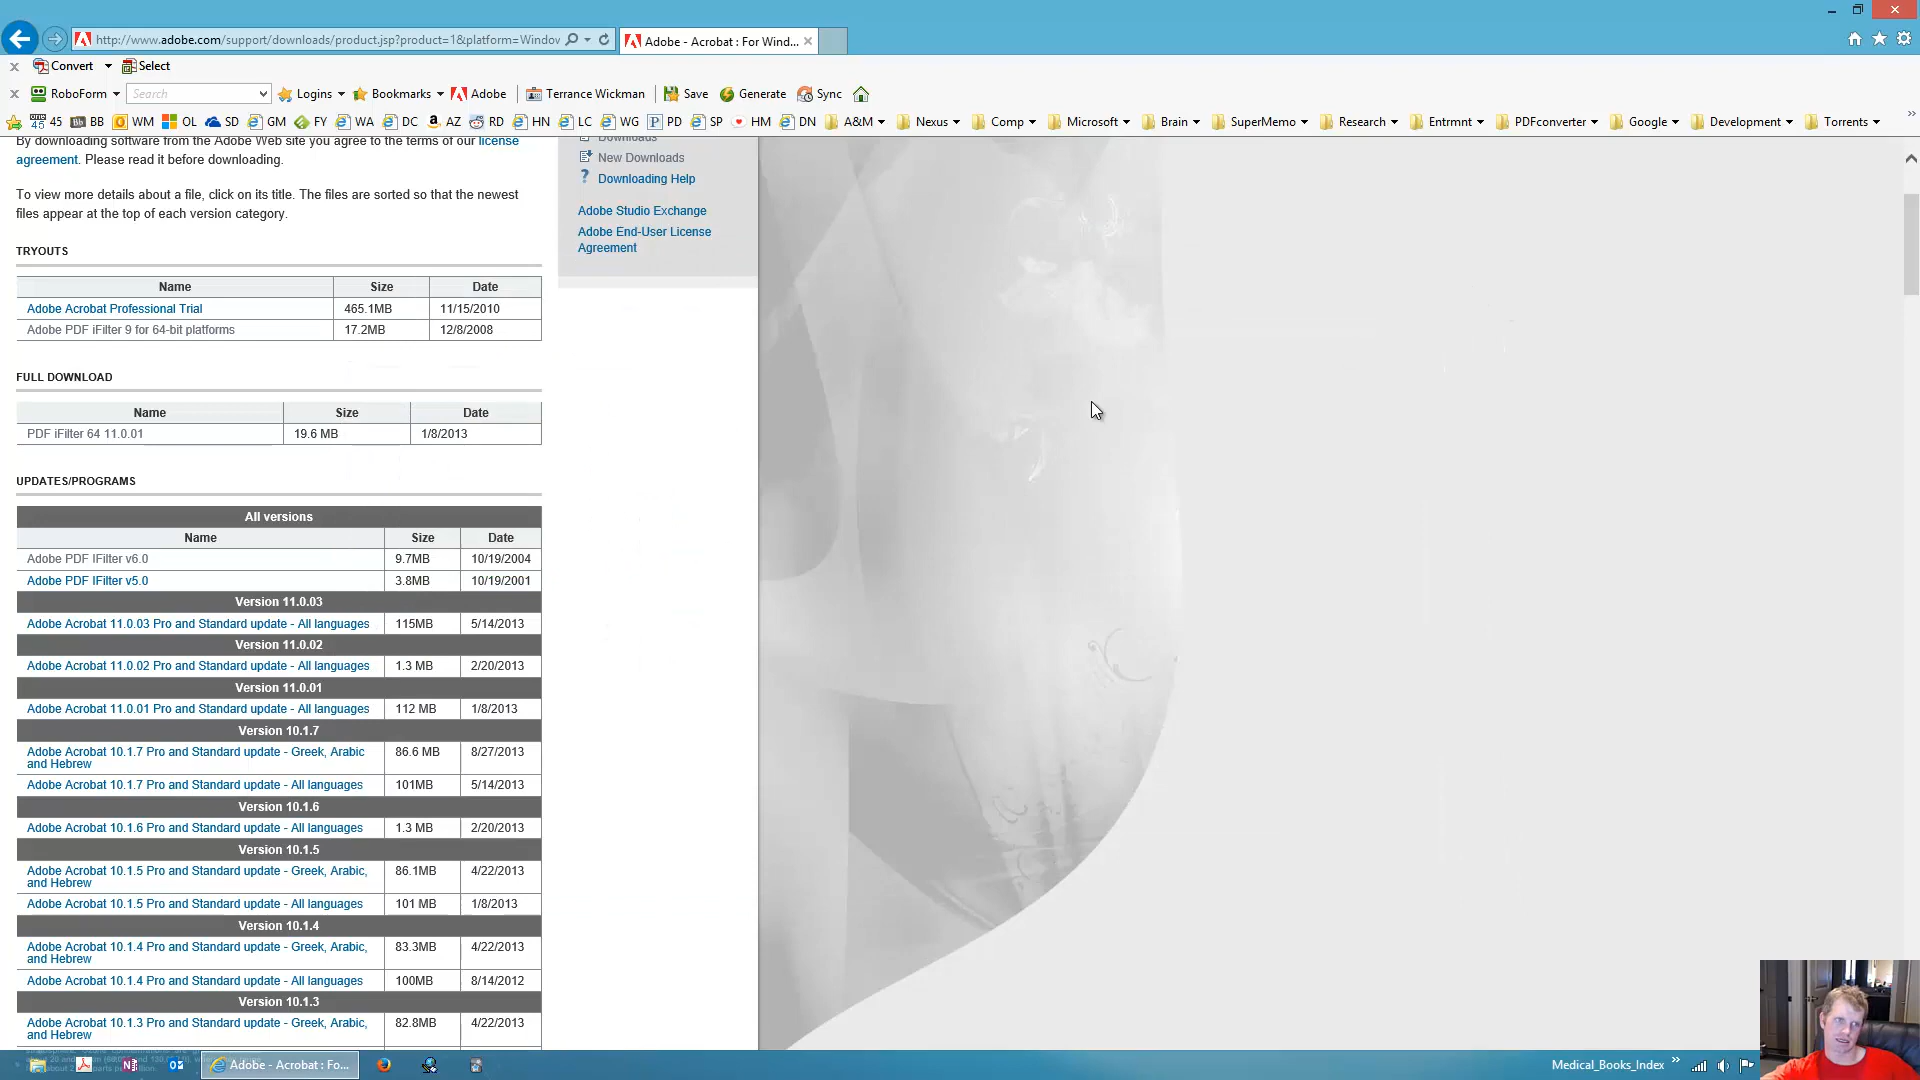 http://www.adobe.com/support/downloads/product.jsp?product=1&platform=Window
Adobe - Acrobat : For Wind...
x Convert Select
x RoboForm Search Logins Bookmarks Adobe Terrance Wickman Save Generate Sync
45 BB WM OL SD GM FY WA DC AZ RD HN LC WG PD SP HM DN A&M Nexus Comp Microsoft Brain SuperMemo Research Entrmnt PDFconverter Google Development Torrents
By downloading software from the Adobe Web site you agree to the terms of our license
agreement. Please read it before downloading.
To view more details about a file, click on its title. The files are sorted so that the newest
files appear at the top of each version category.
Downloads
New Downloads
Downloading Help
Adobe Studio Exchange
Adobe End-User License
Agreement
TRYOUTS
Name Size Date
Adobe Acrobat Professional Trial 465.1MB 11/15/2010
Adobe PDF iFilter 9 for 64-bit platforms 17.2MB 12/8/2008
FULL DOWNLOAD
Name Size Date
PDF iFilter 64 11.0.01 19.6 MB 1/8/2013
UPDATES/PROGRAMS
All versions
Name Size Date
Adobe PDF IFilter v6.0 9.7MB 10/19/2004
Adobe PDF IFilter v5.0 3.8MB 10/19/2001
Version 11.0.03
Adobe Acrobat 11.0.03 Pro and Standard update - All languages 115MB 5/14/2013
Version 11.0.02
Adobe Acrobat 11.0.02 Pro and Standard update - All languages 1.3 MB 2/20/2013
Version 11.0.01
Adobe Acrobat 11.0.01 Pro and Standard update - All languages 112 MB 1/8/2013
Version 10.1.7
Adobe Acrobat 10.1.7 Pro and Standard update - Greek, Arabic
and Hebrew 86.6 MB 8/27/2013
Adobe Acrobat 10.1.7 Pro and Standard update - All languages 101MB 5/14/2013
Version 10.1.6
Adobe Acrobat 10.1.6 Pro and Standard update - All languages 1.3 MB 2/20/2013
Version 10.1.5
Adobe Acrobat 10.1.5 Pro and Standard update - Greek, Arabic,
and Hebrew 86.1MB 4/22/2013
Adobe Acrobat 10.1.5 Pro and Standard update - All languages 101 MB 1/8/2013
Version 10.1.4
Adobe Acrobat 10.1.4 Pro and Standard update - Greek, Arabic,
and Hebrew 83.3MB 4/22/2013
Adobe Acrobat 10.1.4 Pro and Standard update - All languages 100MB 8/14/2012
Version 10.1.3
Adobe Acrobat 10.1.3 Pro and Standard update - Greek, Arabic,
and Hebrew 82.8MB 4/22/2013
Adobe - Acrobat : Fo...
Medical_Books_Index